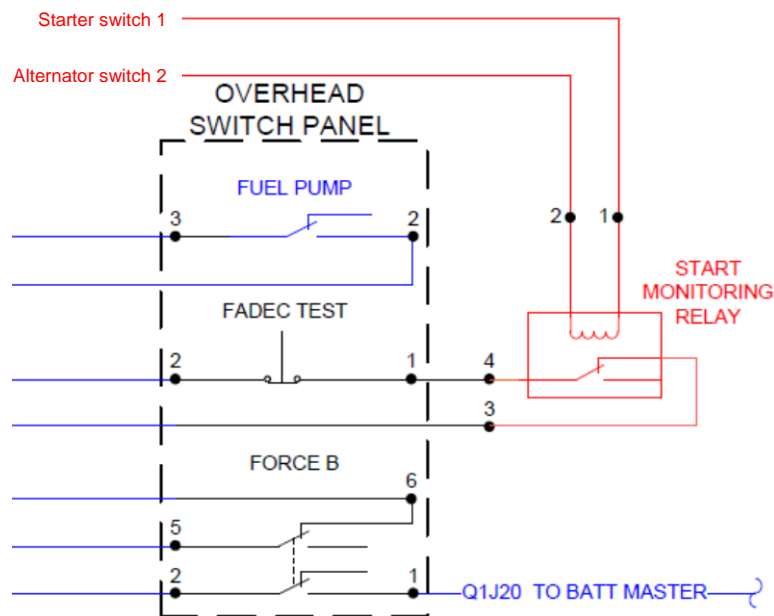 Starter switch 1
Alternator switch 2
OVERHEAD
SWITCH PANEL
FUEL PUMP
3
2
2
1
START
MONITORING
RELAY
FADEC TEST
2
1
4
3
FORCE B
6
5
2
1
Q1J20 TO BATT MASTER